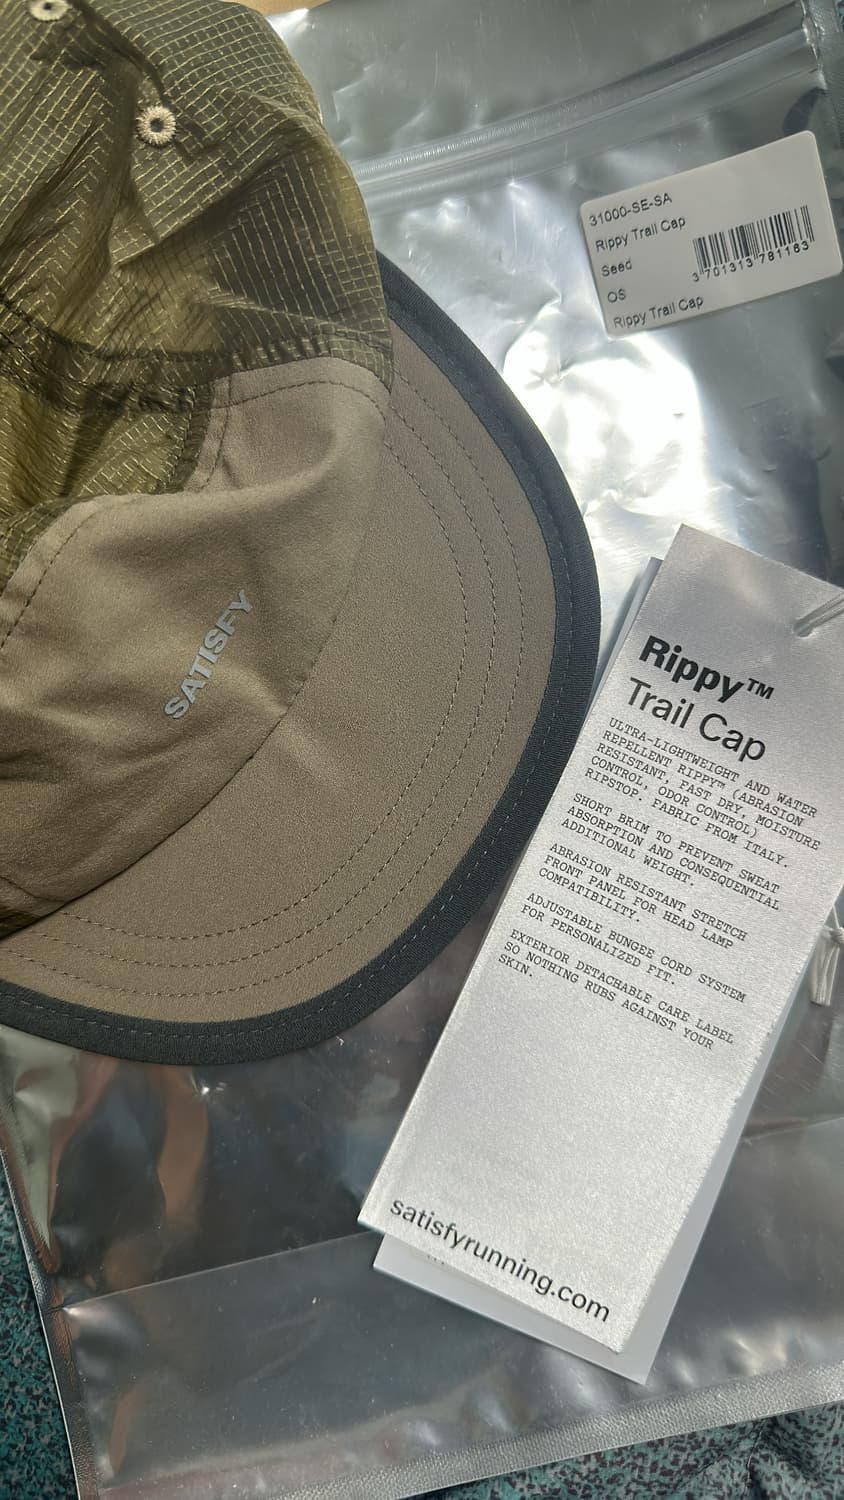 31000-SE-SA
Rippy Trail Cap
Seed
OS
Rippy Trail Cap
3 701313 781163
SATISFY
Rippy™
Trail Cap
ULTRA-LIGHTWEIGHT AND WATER
REPELLENT RIPPY™ (ABRASION
RESISTANT, FAST DRY, MOISTURE
CONTROL, ODOR CONTROL)
RIPSTOP. FABRIC FROM ITALY.
SHORT BRIM TO PREVENT SWEAT
ABSORPTION AND CONSEQUENTIAL
ADDITIONAL WEIGHT.
ABRASION RESISTANT STRETCH
FRONT PANEL FOR HEAD LAMP
COMPATIBILITY.
ADJUSTABLE BUNGEE CORD SYSTEM
FOR PERSONALIZED FIT.
EXTERIOR DETACHABLE CARE LABEL
SO NOTHING RUBS AGAINST YOUR
SKIN.
satisfyrunning.com